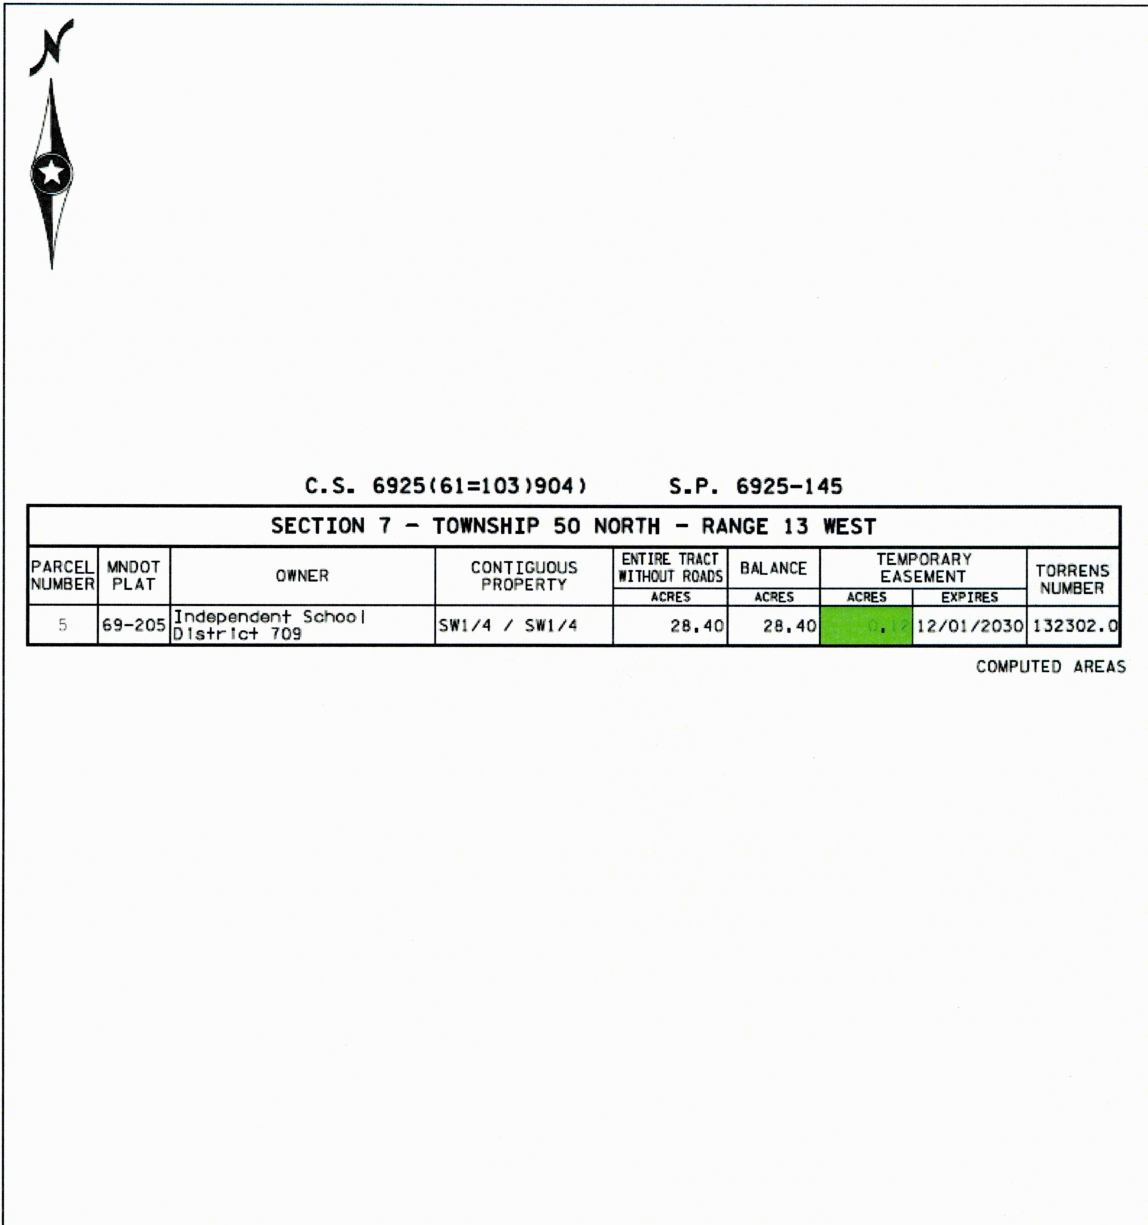 N
C.S. 6925(61=103)904) S.P. 6925-145
SECTION 7 - TOWNSHIP 50 NORTH - RANGE 13 WEST
PARCEL NUMBER MNDOT PLAT OWNER CONTIGUOUS PROPERTY ENTIRE TRACT WITHOUT ROADS BALANCE TEMPORARY EASEMENT TORRENS NUMBER
ACRES ACRES ACRES EXPIRES
5 69-205 Independent School District 709 SW1/4 / SW1/4 28.40 28.40 0.12 12/01/2030 132302.0
COMPUTED AREAS